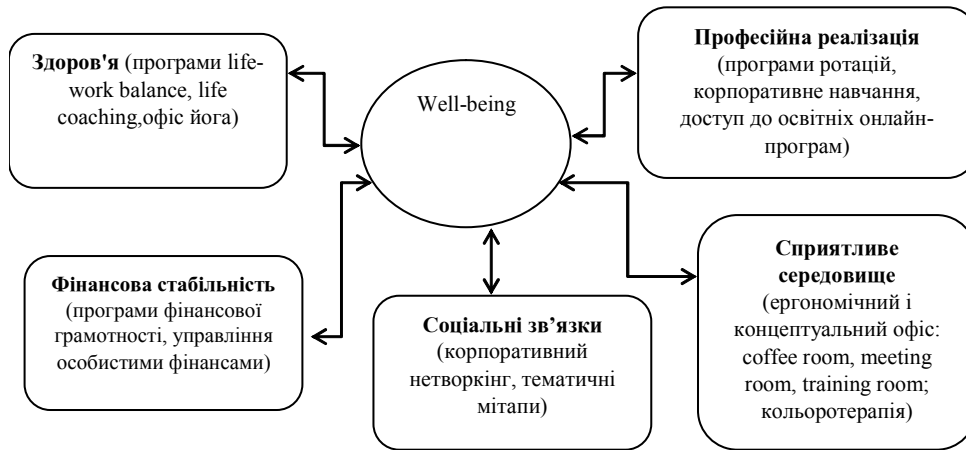 Здоров'я (програми life-
work balance, life
coaching,офіс йога)
Well-being
Професійна реалізація
(програми ротацій,
корпоративне навчання,
доступ до освітніх онлайн-
програм)
Фінансова стабільність
(програми фінансової
грамотності, управління
особистими фінансами)
Соціальні зв’язки
(корпоративний
нетворкінг, тематичні
мітапи)
Сприятливе
середовище
(ергономічний і
концептуальний офіс:
coffee room, meeting
room, training room;
кольоротерапія)